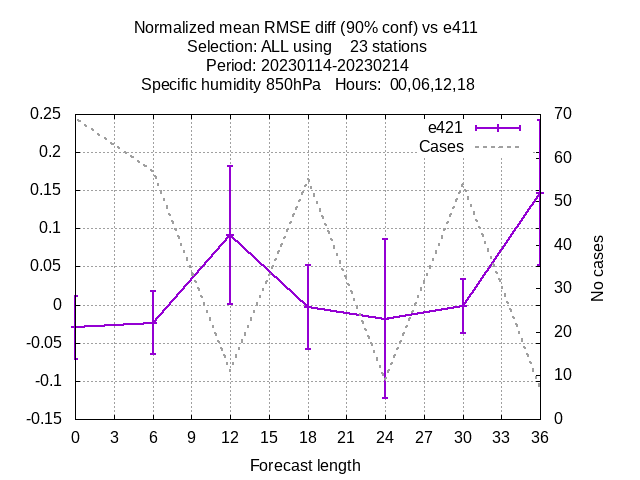 Normalized mean RMSE diff (90% conf) vs e411
Selection: ALL using    23 stations
Period: 20230114-20230214
Specific humidity 850hPa   Hours:  00,06,12,18
0.25
0.2
0.15
0.1
0.05
0
-0.05
-0.1
-0.15
e421
Cases
70
60
50
40
30
20
10
0
No cases
0 3 6 9 12 15 18 21 24 27 30 33 36
Forecast length